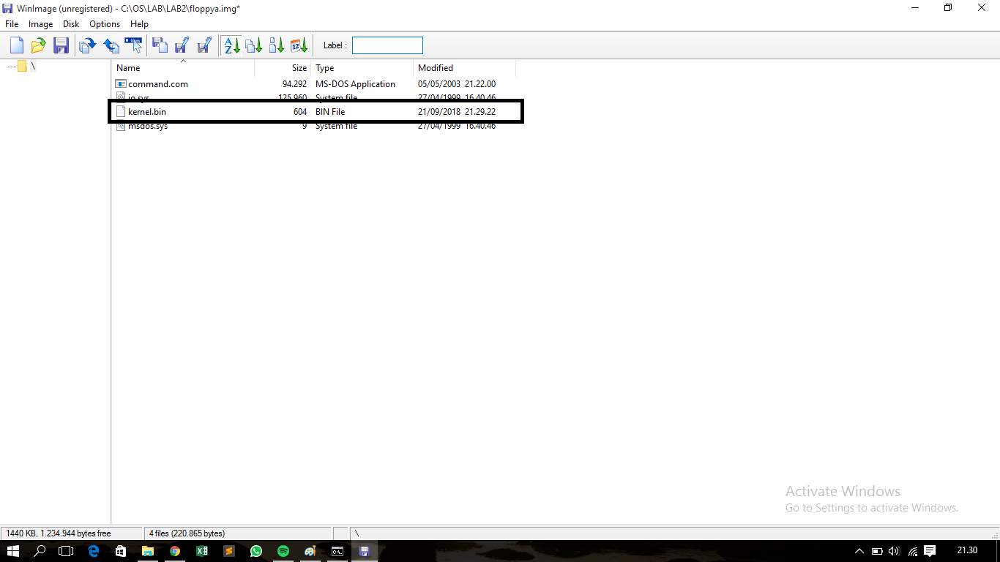 WinImage (unregistered) - C:\OS\LAB\LAB2\floppya.img*
File Image Disk Options Help
Label :
Name Size Type Modified
\
command.com 94.292 MS-DOS Application 05/05/2003 21.22.00
io.sys 125.960 System file 27/04/1999 16.40.46
kernel.bin 604 BIN File 21/09/2018 21.29.22
msdos.sys 9 System file 27/04/1999 16.40.46
Activate Windows
Go to Settings to activate Windows.
1440 KB, 1.234.944 bytes free 4 files (220.865 bytes) \
21.30